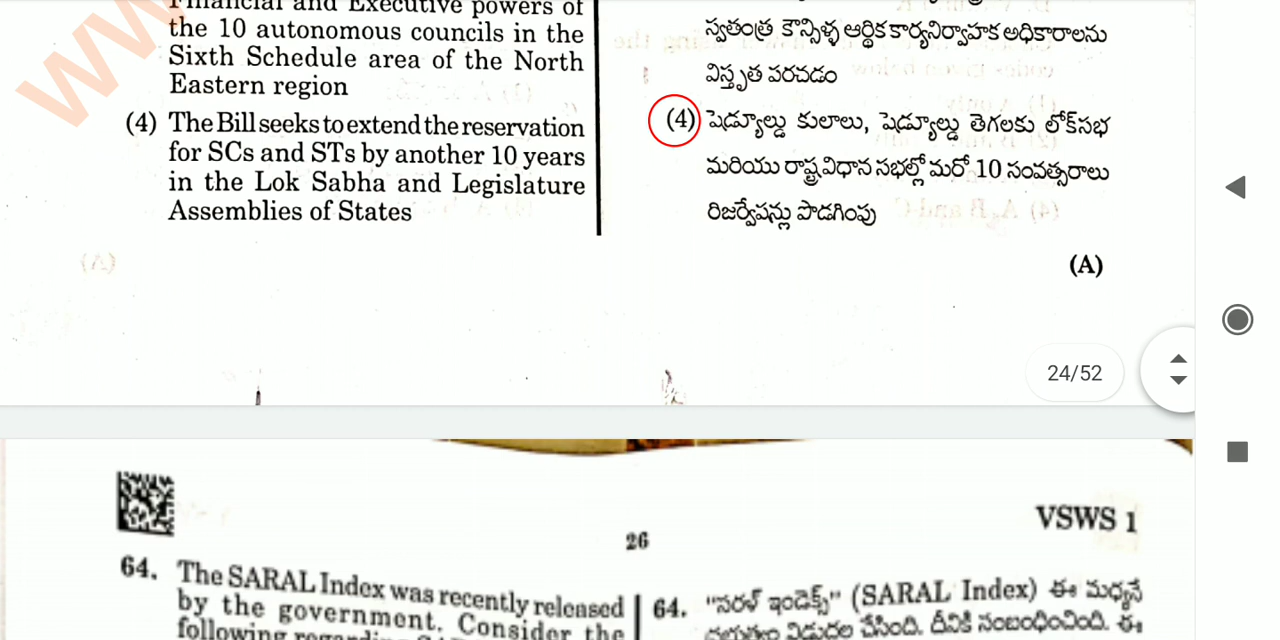 Financial and Executive powers of
the 10 autonomous councils in the
Sixth Schedule area of the North
Eastern region
(4) The Bill seeks to extend the reservation
for SCs and STs by another 10 years
in the Lok Sabha and Legislature
Assemblies of States
స్వతంత్ర కౌన్సిళ్ళ ఆర్థిక కార్యనిర్వాహక అధికారాలను
విస్తృత పరచడం
(4) షెడ్యూల్డు కులాలు, షెడ్యూల్డు తెగలకు లోక్‌సభ
మరియు రాష్ట్ర విధాన సభల్లో మరో 10 సంవత్సరాలు
రిజర్వేషన్లు పొడగింపు
(A)
24/52
26
VSWS 1
64. The SARAL Index was recently released
by the government. Consider the
following
64. "సరళ్ ఇండెక్స్" (SARAL Index) ఈ మధ్యనే
విడుదల చేసింది. దీనికి సంబంధించింది. ఈ